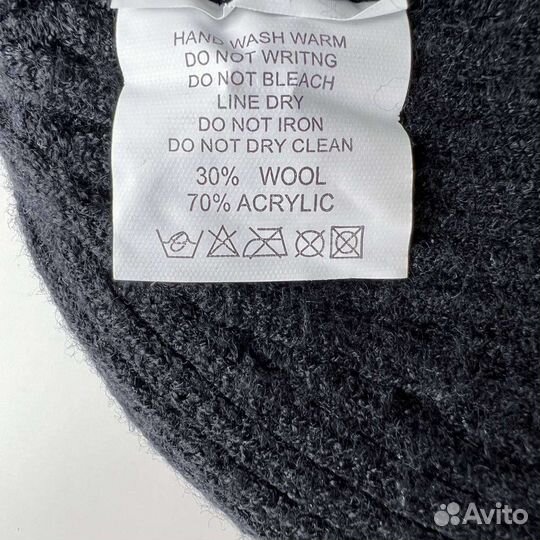 HAND WASH WARM
DO NOT WRITNG
DO NOT BLEACH
LINE DRY
DO NOT IRON
DO NOT DRY CLEAN
30% WOOL
70% ACRYLIC
Avito